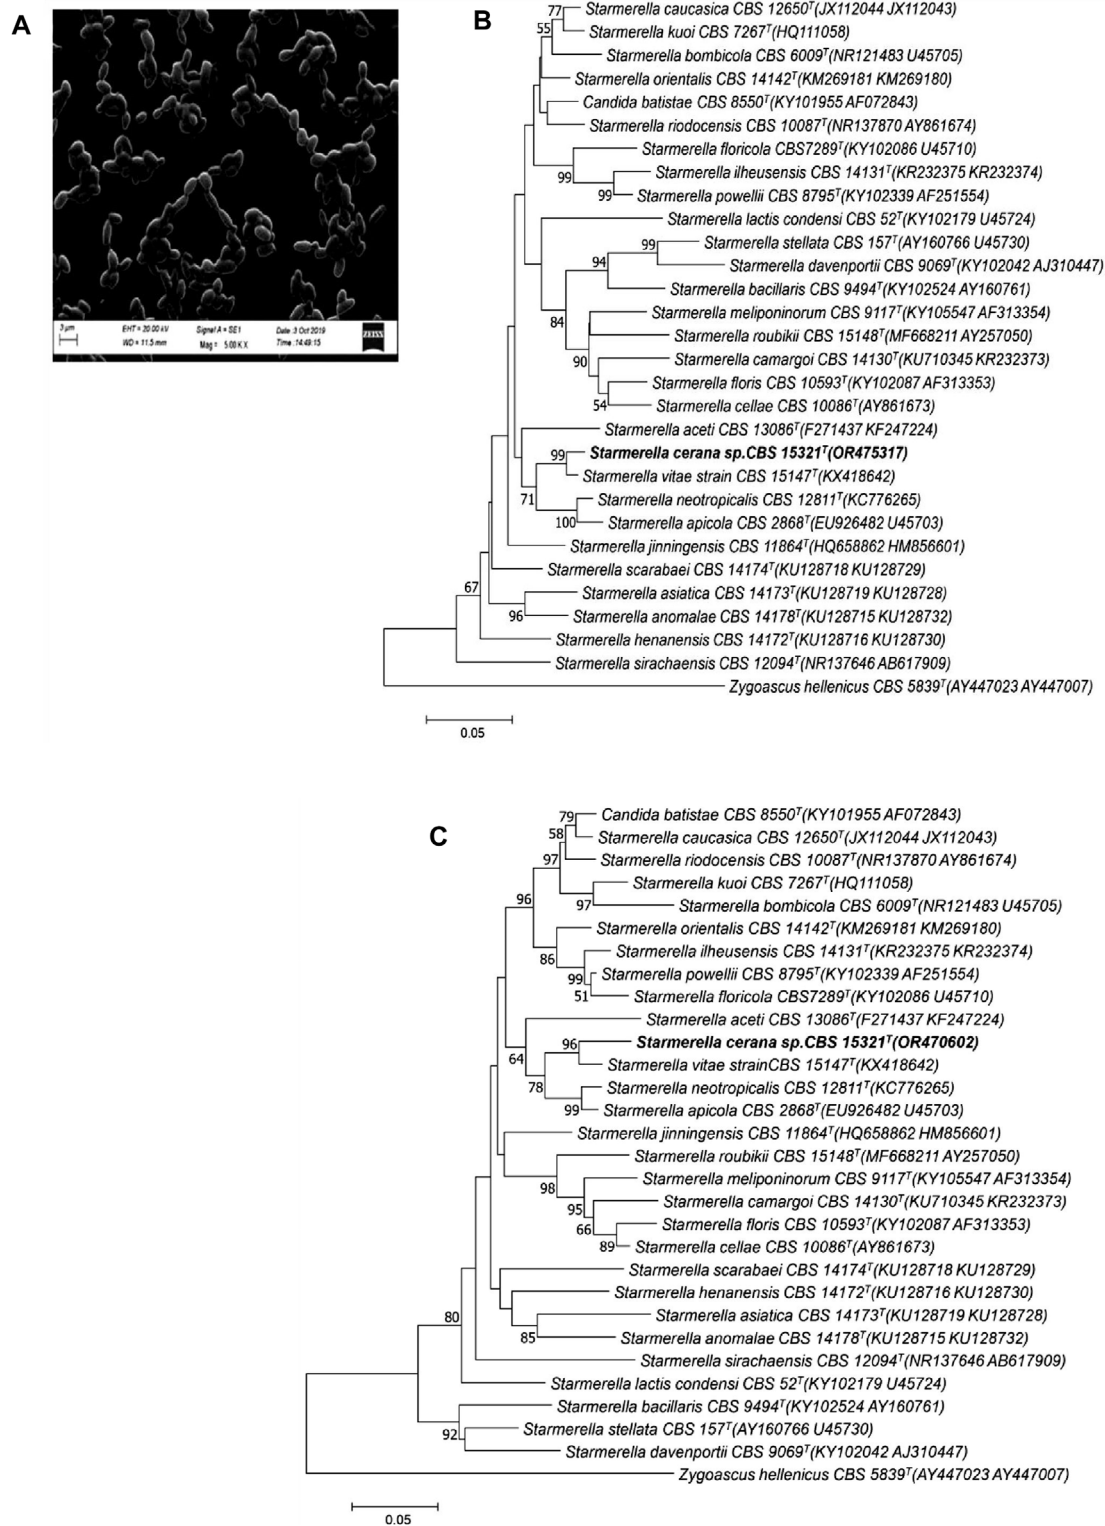 A
3 µm
EHT = 20.00 kV
Signal A = SE1
Date :3 Oct 2019
ZEISS
WD = 11.5 mm
Mag = 5.00 K X
Time :14:49:15
B
77
Starmerella caucasica CBS 12650ᵀ(JX112044 JX112043)
55
Starmerella kuoi CBS 7267ᵀ(HQ111058)
Starmerella bombicola CBS 6009ᵀ(NR121483 U45705)
Starmerella orientalis CBS 14142ᵀ(KM269181 KM269180)
Candida batistae CBS 8550ᵀ(KY101955 AF072843)
Starmerella riodocensis CBS 10087ᵀ(NR137870 AY861674)
Starmerella floricola CBS7289ᵀ(KY102086 U45710)
99
Starmerella ilheusensis CBS 14131ᵀ(KR232375 KR232374)
99
Starmerella powellii CBS 8795ᵀ(KY102339 AF251554)
Starmerella lactis condensi CBS 52ᵀ(KY102179 U45724)
99
Starmerella stellata CBS 157ᵀ(AY160766 U45730)
94
Starmerella davenportii CBS 9069ᵀ(KY102042 AJ310447)
Starmerella bacillaris CBS 9494ᵀ(KY102524 AY160761)
84
Starmerella meliponinorum CBS 9117ᵀ(KY105547 AF313354)
Starmerella roubikii CBS 15148ᵀ(MF668211 AY257050)
90
Starmerella camargoi CBS 14130ᵀ(KU710345 KR232373)
Starmerella floris CBS 10593ᵀ(KY102087 AF313353)
54
Starmerella cellae CBS 10086ᵀ(AY861673)
Starmerella aceti CBS 13086ᵀ(F271437 KF247224)
99
Starmerella cerana sp.CBS 15321ᵀ(OR475317)
Starmerella vitae strain CBS 15147ᵀ(KX418642)
71
Starmerella neotropicalis CBS 12811ᵀ(KC776265)
100
Starmerella apicola CBS 2868ᵀ(EU926482 U45703)
Starmerella jinningensis CBS 11864ᵀ(HQ658862 HM856601)
Starmerella scarabaei CBS 14174ᵀ(KU128718 KU128729)
67
Starmerella asiatica CBS 14173ᵀ(KU128719 KU128728)
96
Starmerella anomalae CBS 14178ᵀ(KU128715 KU128732)
Starmerella henanensis CBS 14172ᵀ(KU128716 KU128730)
Starmerella sirachaensis CBS 12094ᵀ(NR137646 AB617909)
Zygoascus hellenicus CBS 5839ᵀ(AY447023 AY447007)
0.05
C
79
Candida batistae CBS 8550ᵀ(KY101955 AF072843)
58
Starmerella caucasica CBS 12650ᵀ(JX112044 JX112043)
97
Starmerella riodocensis CBS 10087ᵀ(NR137870 AY861674)
Starmerella kuoi CBS 7267ᵀ(HQ111058)
96
97
Starmerella bombicola CBS 6009ᵀ(NR121483 U45705)
Starmerella orientalis CBS 14142ᵀ(KM269181 KM269180)
86
Starmerella ilheusensis CBS 14131ᵀ(KR232375 KR232374)
99
Starmerella powellii CBS 8795ᵀ(KY102339 AF251554)
51
Starmerella floricola CBS7289ᵀ(KY102086 U45710)
Starmerella aceti CBS 13086ᵀ(F271437 KF247224)
96
Starmerella cerana sp.CBS 15321ᵀ(OR470602)
64
Starmerella vitae strainCBS 15147ᵀ(KX418642)
78
Starmerella neotropicalis CBS 12811ᵀ(KC776265)
99
Starmerella apicola CBS 2868ᵀ(EU926482 U45703)
Starmerella jinningensis CBS 11864ᵀ(HQ658862 HM856601)
Starmerella roubikii CBS 15148ᵀ(MF668211 AY257050)
98
Starmerella meliponinorum CBS 9117ᵀ(KY105547 AF313354)
95
Starmerella camargoi CBS 14130ᵀ(KU710345 KR232373)
66
Starmerella floris CBS 10593ᵀ(KY102087 AF313353)
89
Starmerella cellae CBS 10086ᵀ(AY861673)
Starmerella scarabaei CBS 14174ᵀ(KU128718 KU128729)
Starmerella henanensis CBS 14172ᵀ(KU128716 KU128730)
80
Starmerella asiatica CBS 14173ᵀ(KU128719 KU128728)
85
Starmerella anomalae CBS 14178ᵀ(KU128715 KU128732)
Starmerella sirachaensis CBS 12094ᵀ(NR137646 AB617909)
Starmerella lactis condensi CBS 52ᵀ(KY102179 U45724)
Starmerella bacillaris CBS 9494ᵀ(KY102524 AY160761)
92
Starmerella stellata CBS 157ᵀ(AY160766 U45730)
Starmerella davenportii CBS 9069ᵀ(KY102042 AJ310447)
Zygoascus hellenicus CBS 5839ᵀ(AY447023 AY447007)
0.05